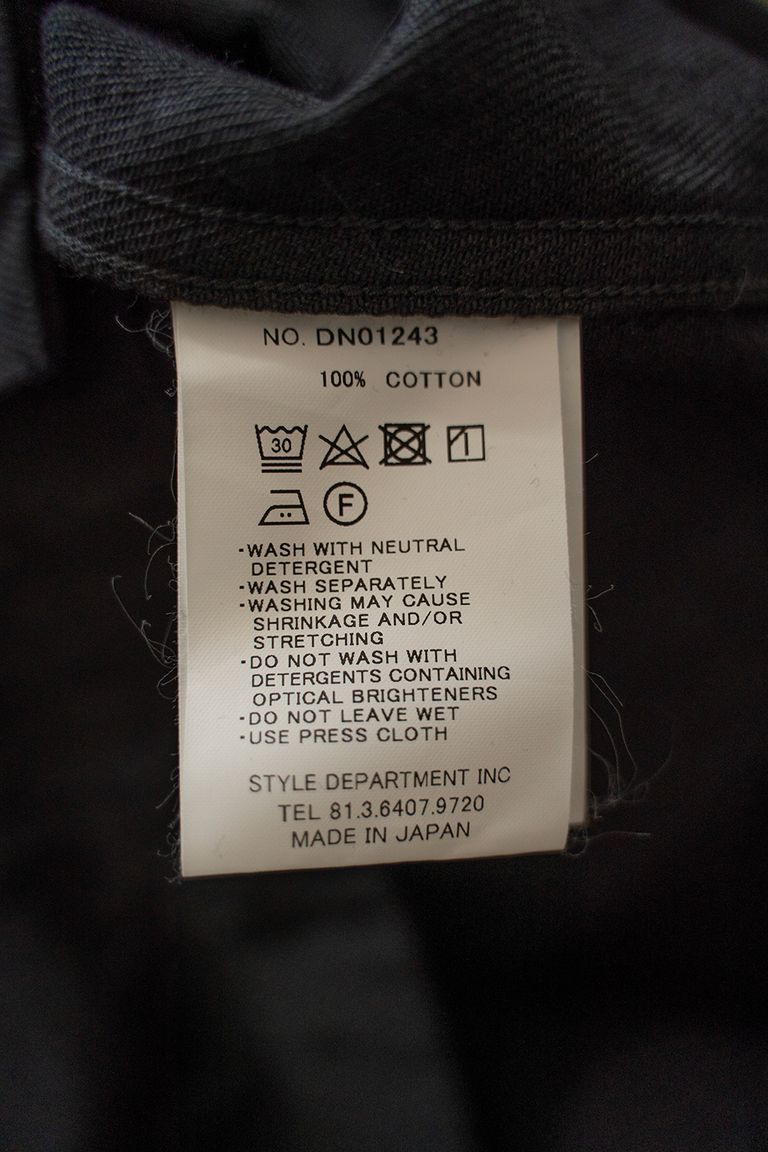 NO. DN01243
100% COTTON
30
F
-WASH WITH NEUTRAL
DETERGENT
-WASH SEPARATELY
-WASHING MAY CAUSE
SHRINKAGE AND/OR
STRETCHING
-DO NOT WASH WITH
DETERGENTS CONTAINING
OPTICAL BRIGHTENERS
-DO NOT LEAVE WET
-USE PRESS CLOTH
STYLE DEPARTMENT INC
TEL 81.3.6407.9720
MADE IN JAPAN